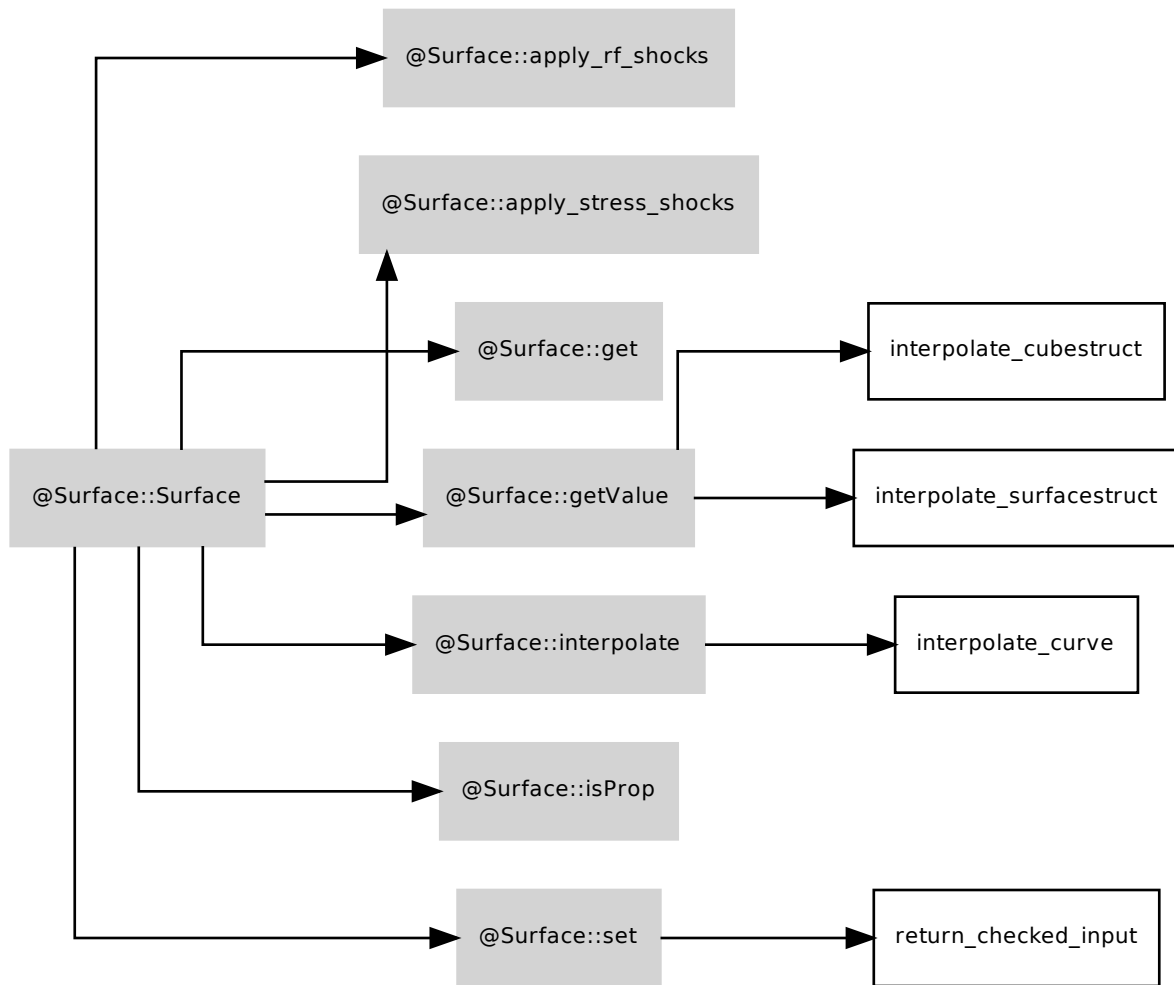 @Surface::apply_rf_shocks
@Surface::apply_stress_shocks
@Surface::get
interpolate_cubestruct
@Surface::Surface
@Surface::getValue
interpolate_surfacestruct
@Surface::interpolate
interpolate_curve
@Surface::isProp
@Surface::set
return_checked_input